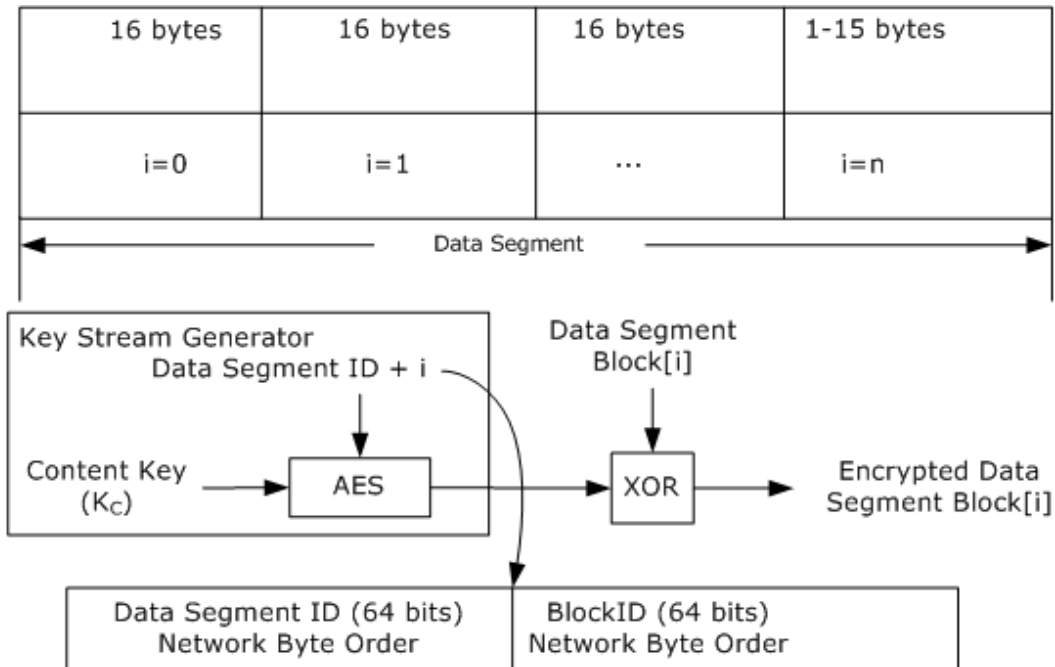 16 bytes 16 bytes 16 bytes 1-15 bytes
i=0 i=1 ... i=n
Data Segment
Key Stream Generator
Data Segment ID + i
Data Segment
Block[i]
Content Key
(KC)
AES
XOR
Encrypted Data
Segment Block[i]
Data Segment ID (64 bits)
Network Byte Order
BlockID (64 bits)
Network Byte Order